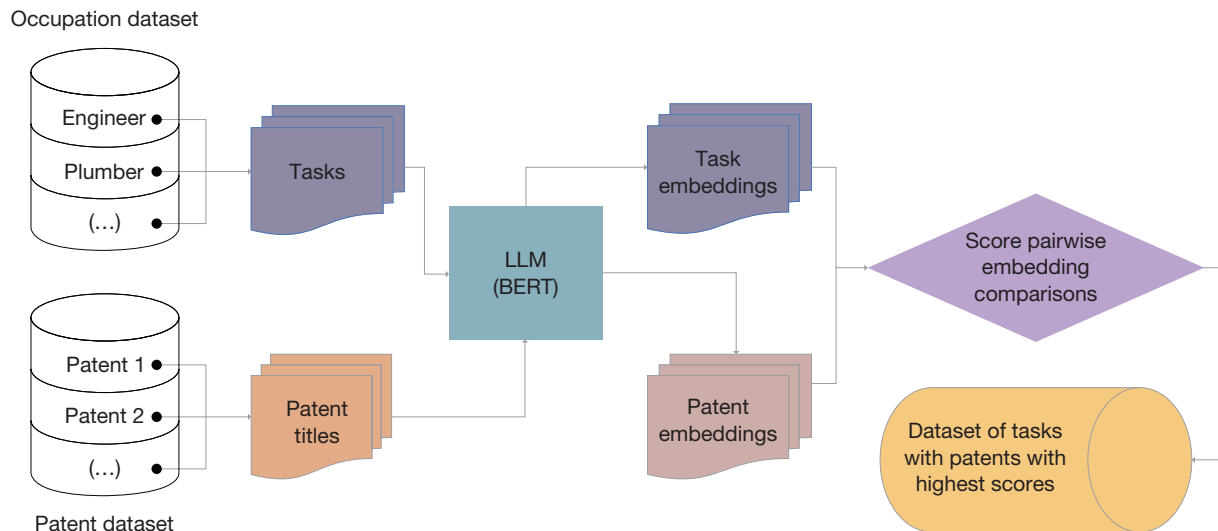 Occupation dataset
Engineer
Plumber
(...)
Tasks
LLM
(BERT)
Task
embeddings
Score pairwise
embedding
comparisons
Patent 1
Patent 2
(...)
Patent dataset
Patent
titles
Patent
embeddings
Dataset of tasks
with patents with
highest scores